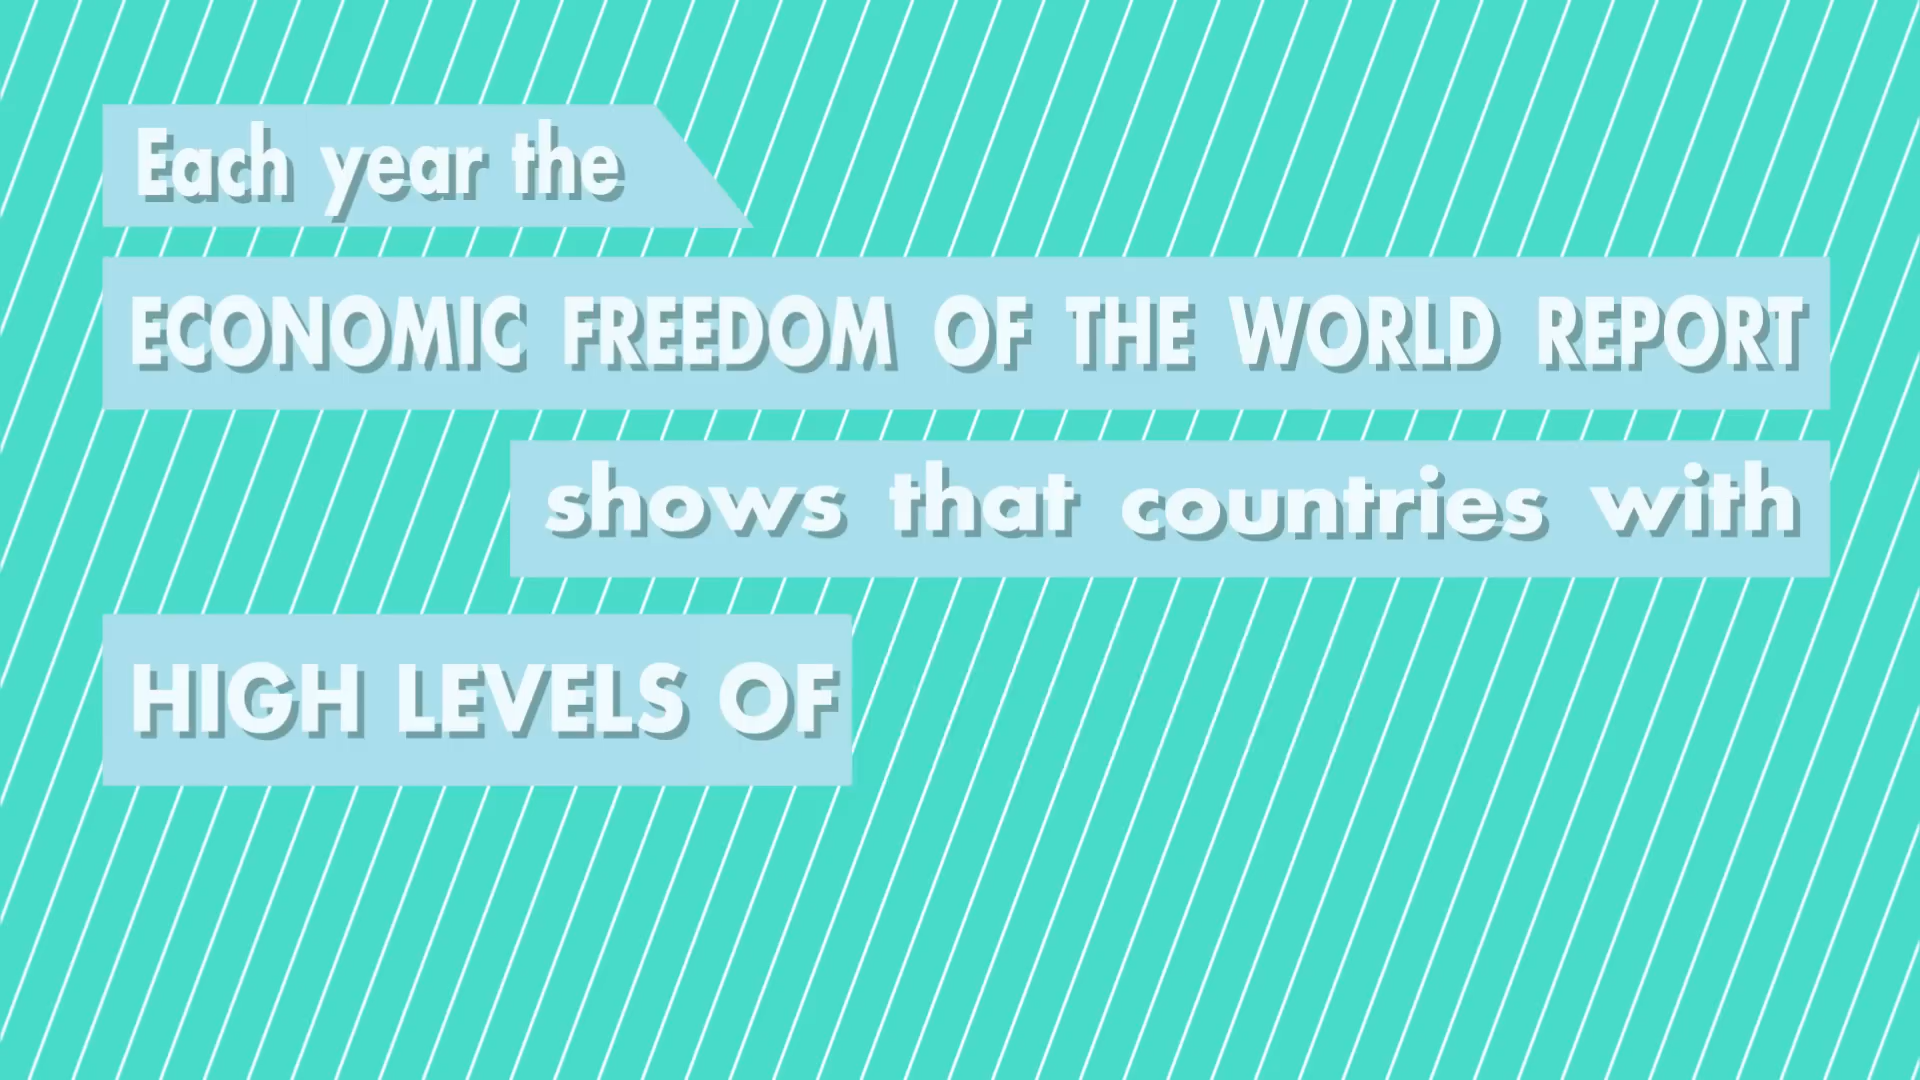 Each year the
ECONOMIC FREEDOM OF THE WORLD REPORT
shows that countries with
HIGH LEVELS OF